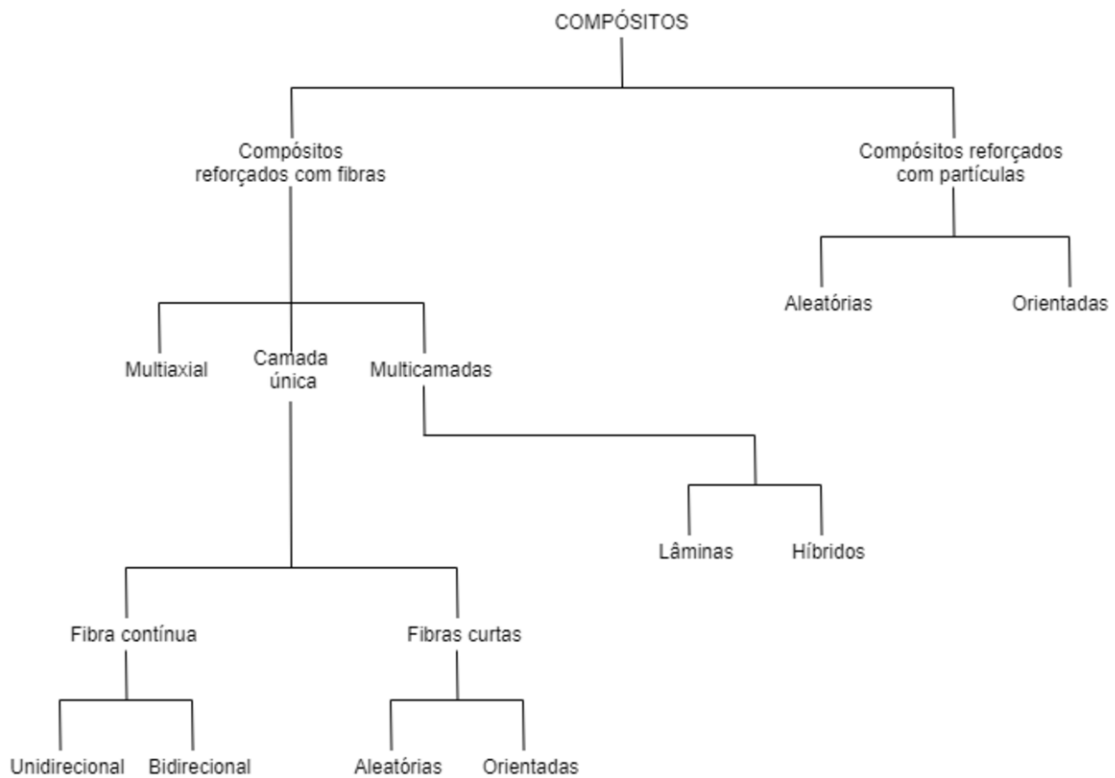 COMPÓSITOS
Compósitos
reforçados com fibras
Compósitos reforçados
com partículas
Aleatórias
Orientadas
Multiaxial
Camada
única
Multicamadas
Lâminas
Híbridos
Fibra contínua
Fibras curtas
Unidirecional
Bidirecional
Aleatórias
Orientadas